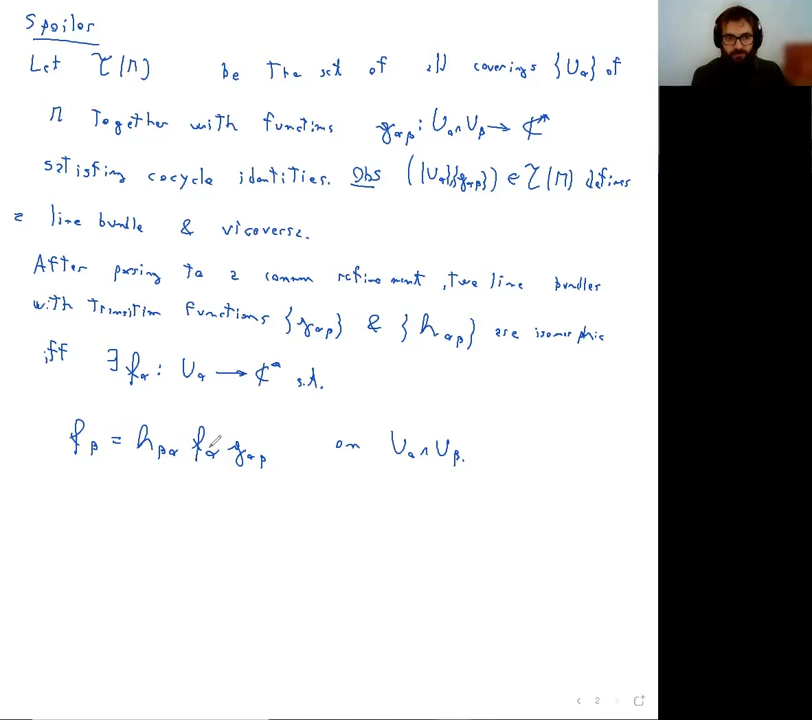 Spoiler
Let τ(M) be the set of all coverings {Uα} of
M together with functions gαβ : Uα∩Uβ → ℂ*
satisfing cocycle identities. Obs ({Uα}{gαβ}) ∈ τ(M) defines
a line bundle & viceversa.
After passing to a common refinement, two line bundles
with transition functions {gαβ} & {hαβ} are isomorphic
iff ∃ fα : Uα → ℂ* s.t.
fβ = hβα fα gαβ on Uα∩Uβ.
2